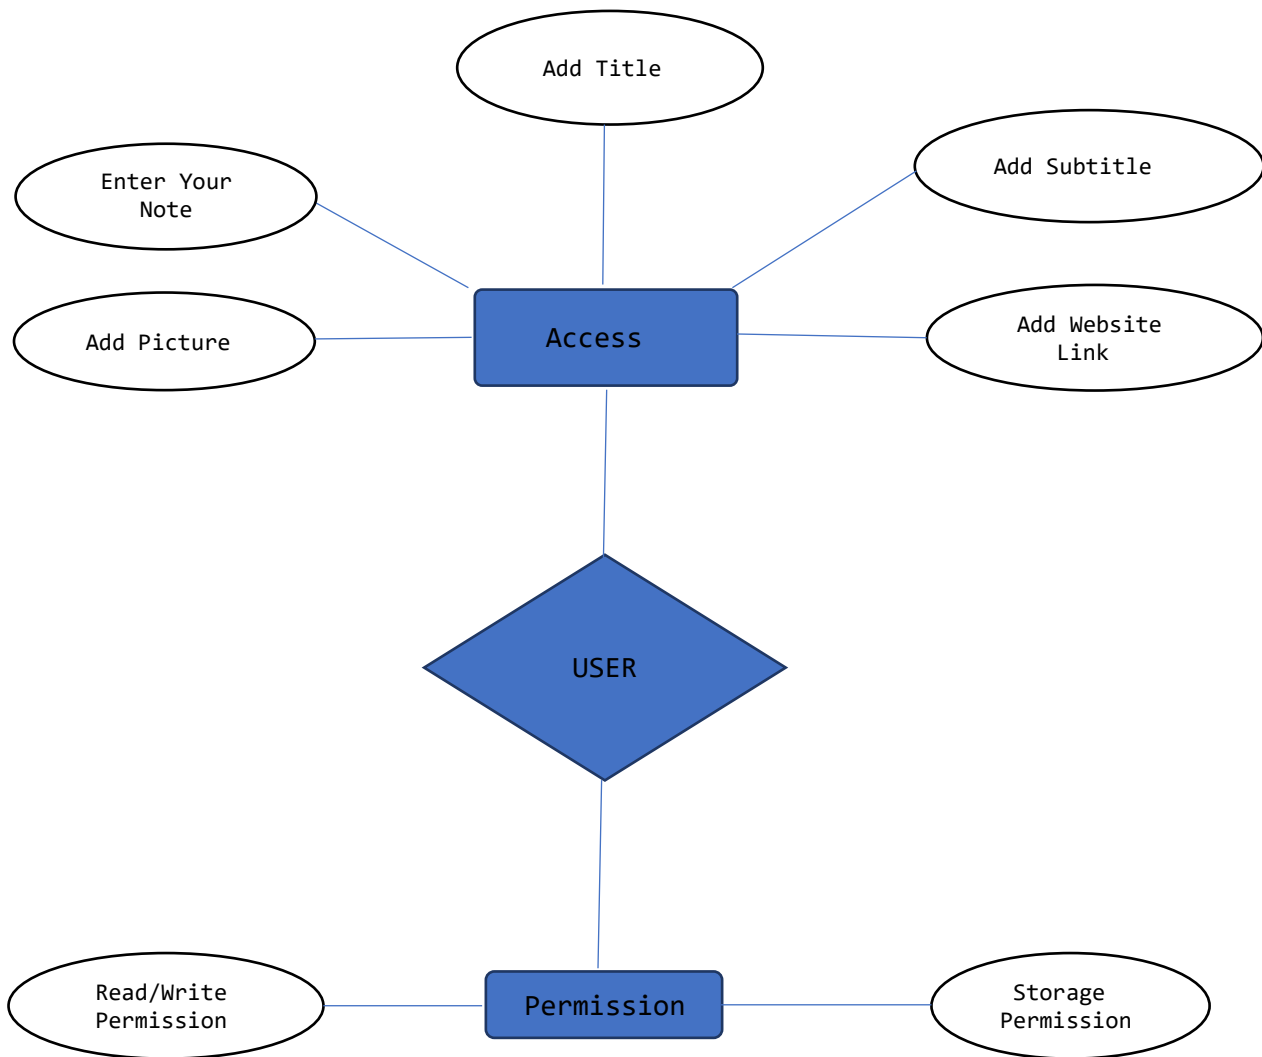 Add Title
Add Subtitle
Enter Your
Note
Add Picture
Access
Add Website
Link
USER
Read/Write
Permission
Permission
Storage
Permission